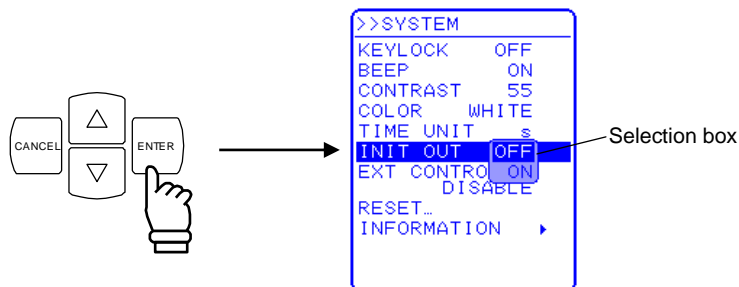 CANCEL
ENTER
>>SYSTEM
KEYLOCK OFF
BEEP ON
CONTRAST 55
COLOR WHITE
TIME UNIT s
INIT OUT OFF
EXT CONTRO ON
DISABLE
RESET…
INFORMATION
Selection box